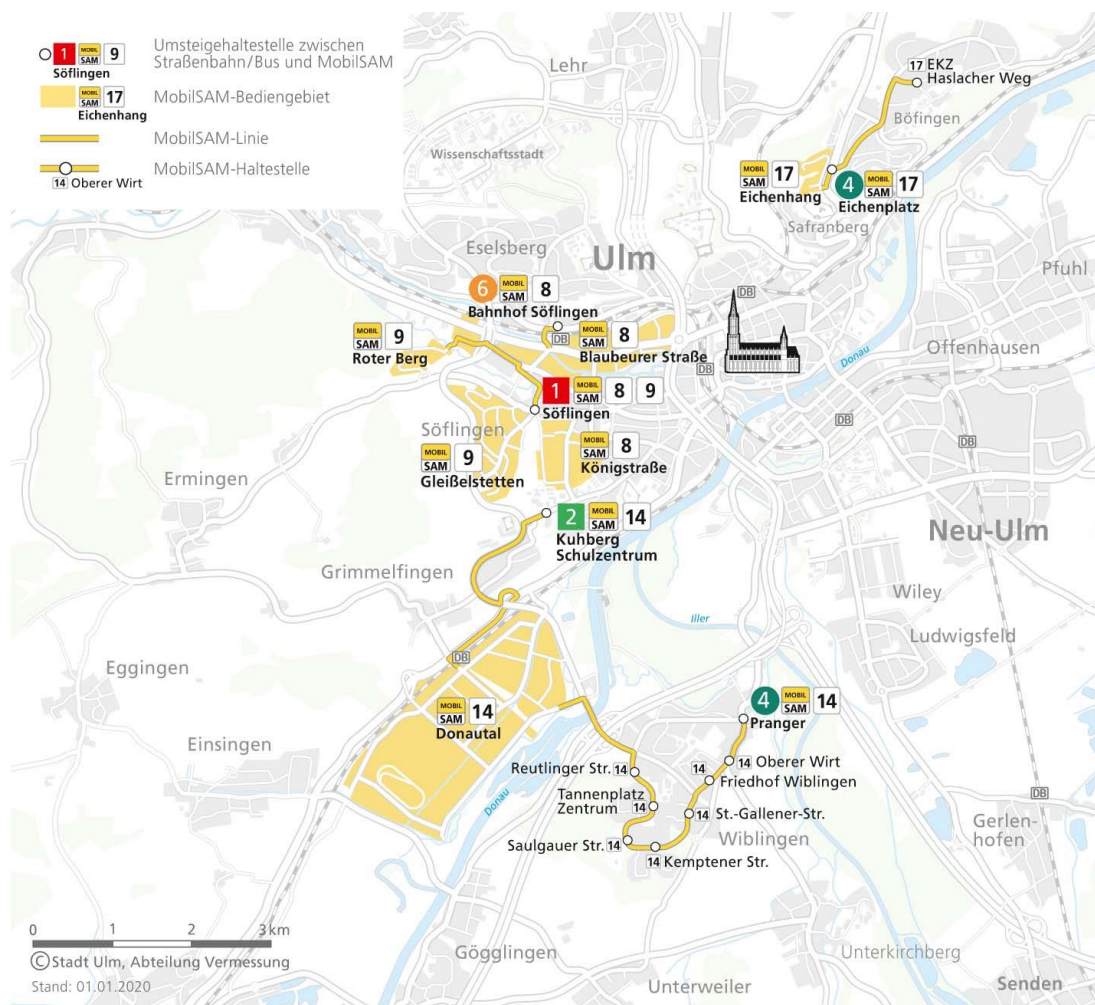 1 MOBIL SAM 9 Umsteigehaltestelle zwischen
Söflingen Straßenbahn/Bus und MobilSAM
MOBIL SAM 17 MobilSAM-Bediengebiet
Eichenhang
MobilSAM-Linie
MobilSAM-Haltestelle
14 Oberer Wirt
Lehr
17 EKZ
Haslacher Weg
Böfingen
Wissenschaftsstadt
MOBIL SAM 17
Eichenhang
4 MOBIL SAM 17
Eichenplatz
Safranberg
Eselsberg
Ulm
Pfuhl
6 MOBIL SAM 8
Bahnhof Söflingen
DB
MOBIL SAM 9
Roter Berg
DB
MOBIL SAM 8
Blaubeurer Straße
DB
Donau
Offenhausen
1 MOBIL SAM 8 9
Söflingen
Söflingen
DB
DB
MOBIL SAM 9
Gleißelstetten
MOBIL SAM 8
Königstraße
Ermingen
2 MOBIL SAM 14
Kuhberg
Schulzentrum
Neu-Ulm
Grimmelfingen
Wiley
Iller
Ludwigsfeld
Eggingen
DB
MOBIL SAM 14
Donautal
4 MOBIL SAM 14
Pranger
Einsingen
14 Oberer Wirt
Reutlinger Str. 14
14
Friedhof Wiblingen
Donau
Tannenplatz
Zentrum 14
DB
14 St.-Gallener-Str.
Gerlen-
hofen
Saulgauer Str. 14
Wiblingen
14 Kemptener Str.
0 1 2 3 km
© Stadt Ulm, Abteilung Vermessung
Stand: 01.01.2020
Gögglingen
Unterkirchberg
Unterweiler
Senden